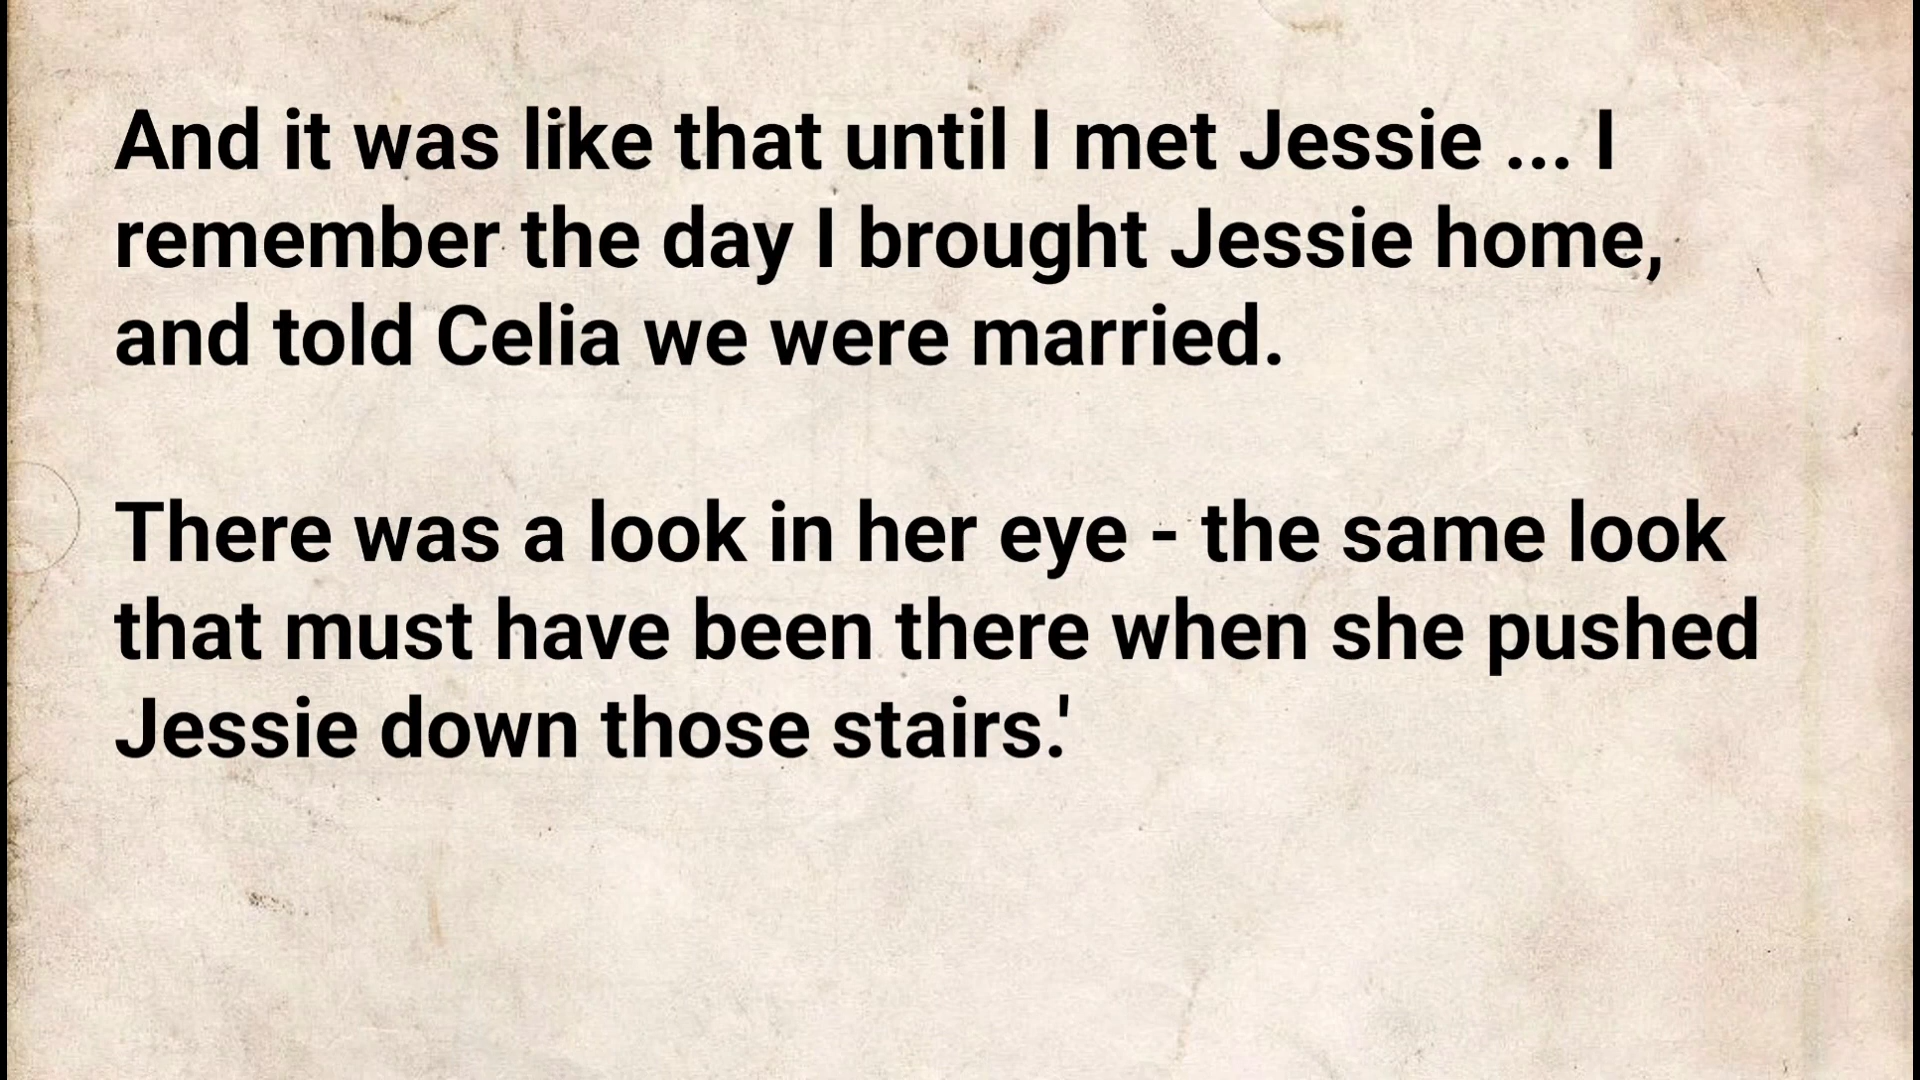 And it was like that until I met Jessie ... I
remember the day I brought Jessie home,
and told Celia we were married.
There was a look in her eye - the same look
that must have been there when she pushed
Jessie down those stairs.'